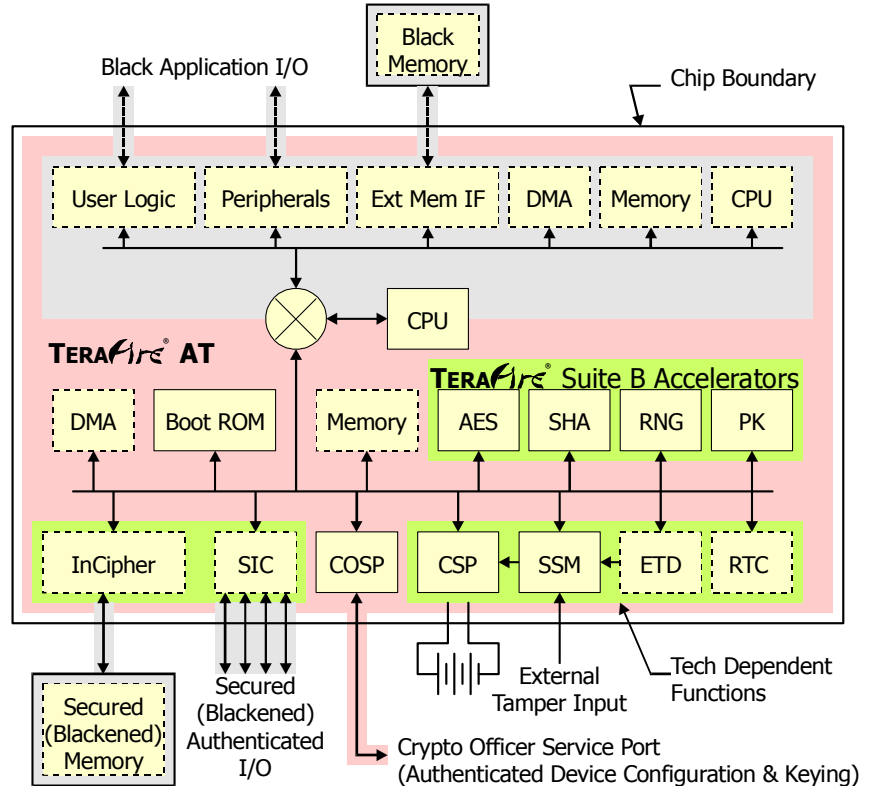 Black
Memory
Black Application I/O
Chip Boundary
User Logic
Peripherals
Ext Mem IF
DMA
Memory
CPU
CPU
TERAFire® AT
TERAFire® Suite B Accelerators
DMA
Boot ROM
Memory
AES
SHA
RNG
PK
InCipher
SIC
COSP
CSP
SSM
ETD
RTC
Secured
(Blackened)
Memory
Secured
(Blackened)
Authenticated
I/O
External
Tamper Input
Tech Dependent
Functions
Crypto Officer Service Port
(Authenticated Device Configuration & Keying)